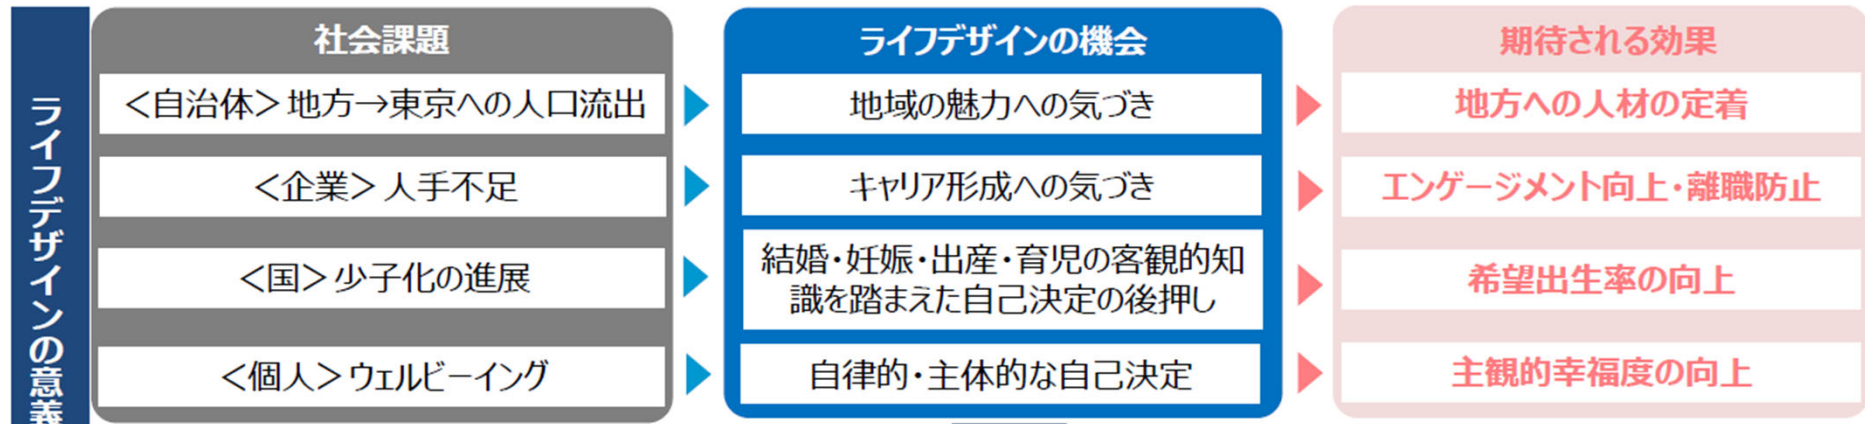 ライフデザインの意義
社会課題
ライフデザインの機会
期待される効果
＜自治体＞地方→東京への人口流出
地域の魅力への気づき
地方への人材の定着
＜企業＞人手不足
キャリア形成への気づき
エンゲージメント向上・離職防止
＜国＞少子化の進展
結婚・妊娠・出産・育児の客観的知
識を踏まえた自己決定の後押し
希望出生率の向上
＜個人＞ウェルビーイング
自律的・主体的な自己決定
主観的幸福度の向上